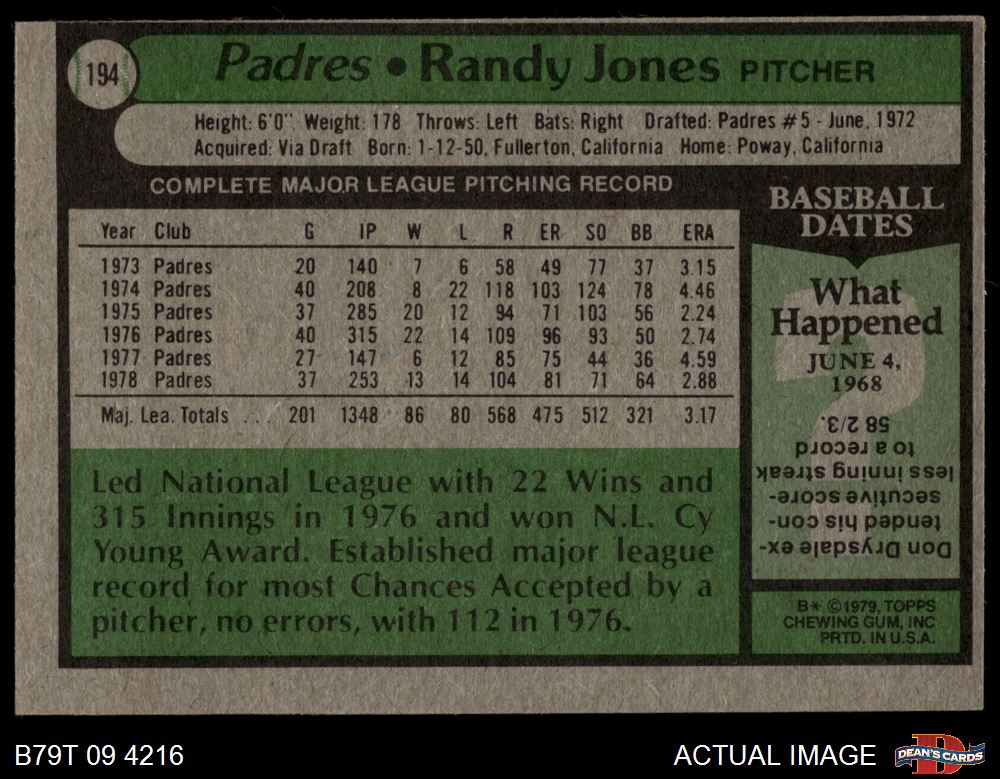 194
Padres • Randy Jones PITCHER
Height: 6'0" Weight: 178 Throws: Left Bats: Right Drafted: Padres #5 - June, 1972
Acquired: Via Draft Born: 1-12-50, Fullerton, California Home: Poway, California
COMPLETE MAJOR LEAGUE PITCHING RECORD
Year Club G IP W L R ER SO BB ERA
1973 Padres 20 140 7 6 58 49 77 37 3.15
1974 Padres 40 208 8 22 118 103 124 78 4.46
1975 Padres 37 285 20 12 94 71 103 56 2.24
1976 Padres 40 315 22 14 109 96 93 50 2.74
1977 Padres 27 147 6 12 85 75 44 36 4.59
1978 Padres 37 253 13 14 104 81 71 64 2.88
Maj. Lea. Totals ... 201 1348 86 80 568 475 512 321 3.17
Led National League with 22 Wins and
315 Innings in 1976 and won N.L. Cy
Young Award. Established major league
record for most Chances Accepted by a
pitcher, no errors, with 112 in 1976.
BASEBALL
DATES
What
Happened
JUNE 4,
1968
Don Drysdale ex-
tended his con-
secutive score-
less inning streak
to a record
58 2/3.
B* ©1979, TOPPS
CHEWING GUM, INC
PRTD. IN U.S.A.
B79T 09 4216
ACTUAL IMAGE
DEAN'S CARDS